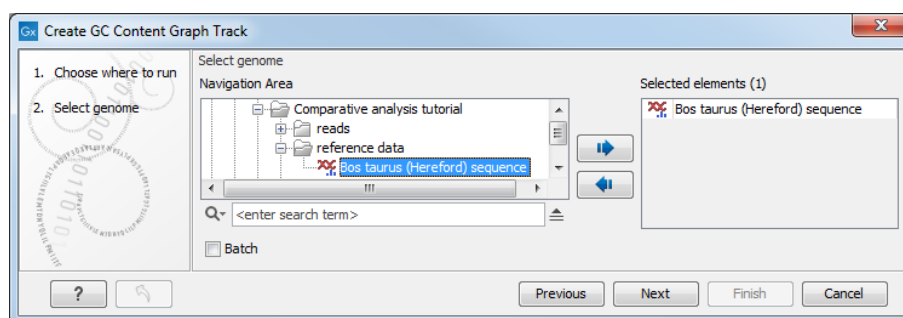 Gx Create GC Content Graph Track
1. Choose where to run
2. Select genome
Select genome
Navigation Area
Comparative analysis tutorial
reads
reference data
Bos taurus (Hereford) sequence
<enter search term>
Batch
Selected elements (1)
Bos taurus (Hereford) sequence
?
Previous
Next
Finish
Cancel